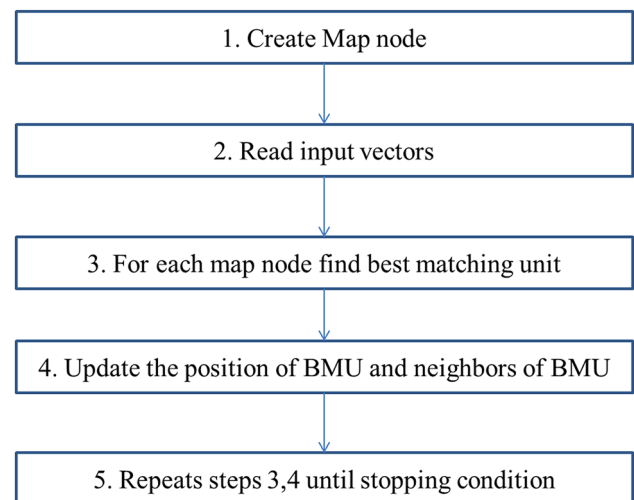 1. Create Map node
2. Read input vectors
3. For each map node find best matching unit
4. Update the position of BMU and neighbors of BMU
5. Repeats steps 3,4 until stopping condition